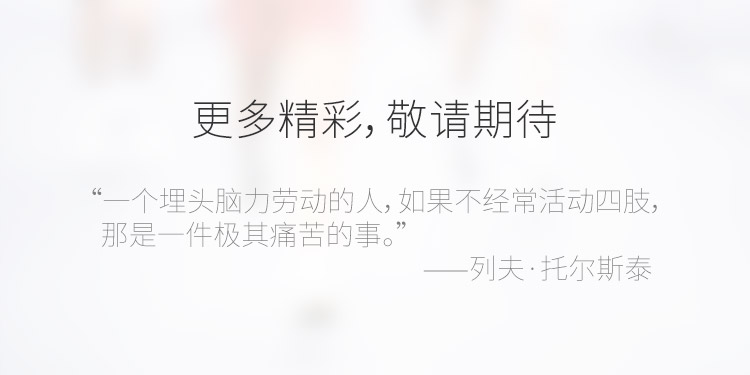 更多精彩，敬请期待
“一个埋头脑力劳动的人，如果不经常活动四肢，
那是一件极其痛苦的事。”
——列夫·托尔斯泰